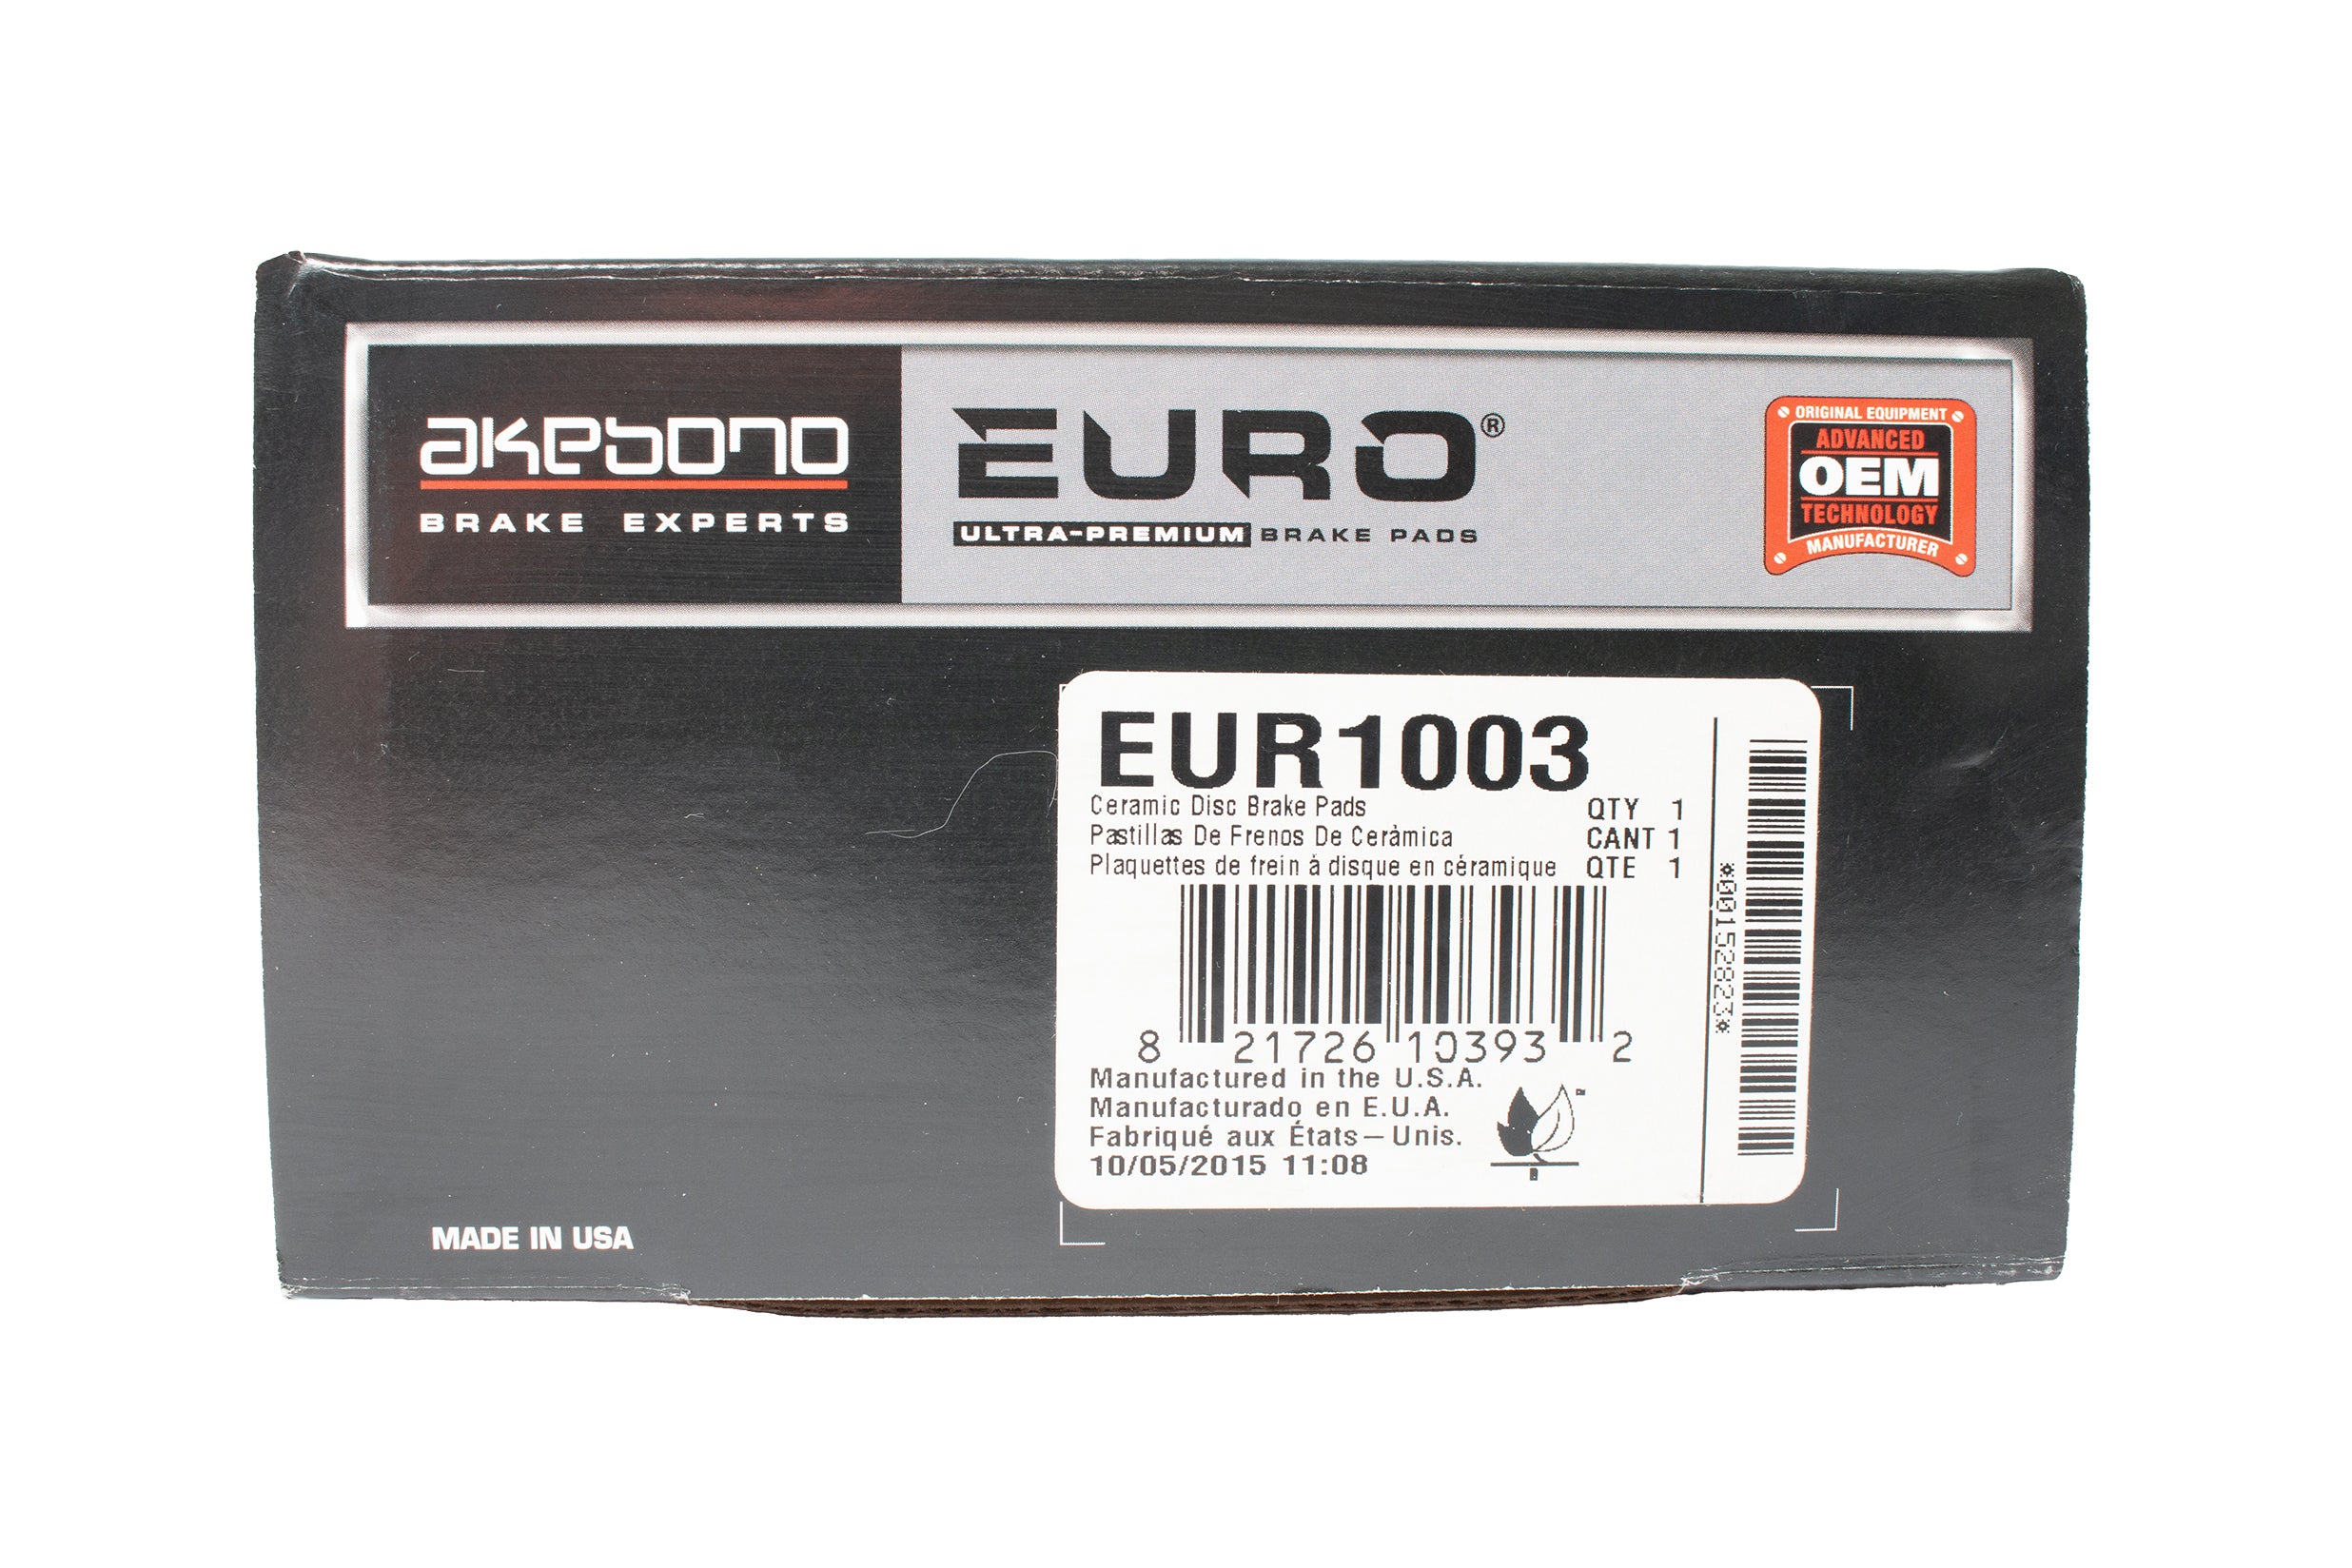 akebono
BRAKE EXPERTS
EURO®
ULTRA-PREMIUM BRAKE PADS
ORIGINAL EQUIPMENT
ADVANCED
OEM
TECHNOLOGY
MANUFACTURER
EUR1003
Ceramic Disc Brake Pads QTY 1
Pastillas De Frenos De Ceràmica CANT 1
Plaquettes de frein à disque en céramique QTE 1
8 21726 10393 2
Manufactured in the U.S.A.
Manufacturado en E.U.A.
Fabriqué aux États-Unis.
10/05/2015 11:08
*001528823*
MADE IN USA